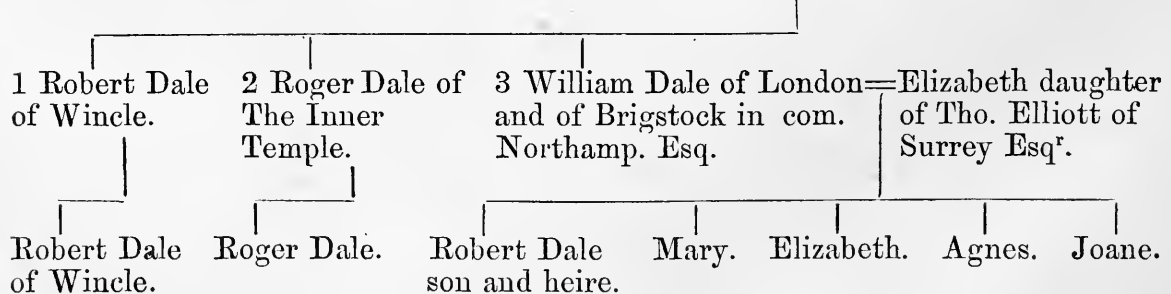 1 Robert Dale
of Wincle.
2 Roger Dale of
The Inner
Temple.
3 William Dale of London=Elizabeth daughter
and of Brigstock in com. of Tho. Elliott of
Northamp. Esq. Surrey Esqʳ.
Robert Dale
of Wincle.
Roger Dale.
Robert Dale
son and heire.
Mary.
Elizabeth.
Agnes.
Joane.